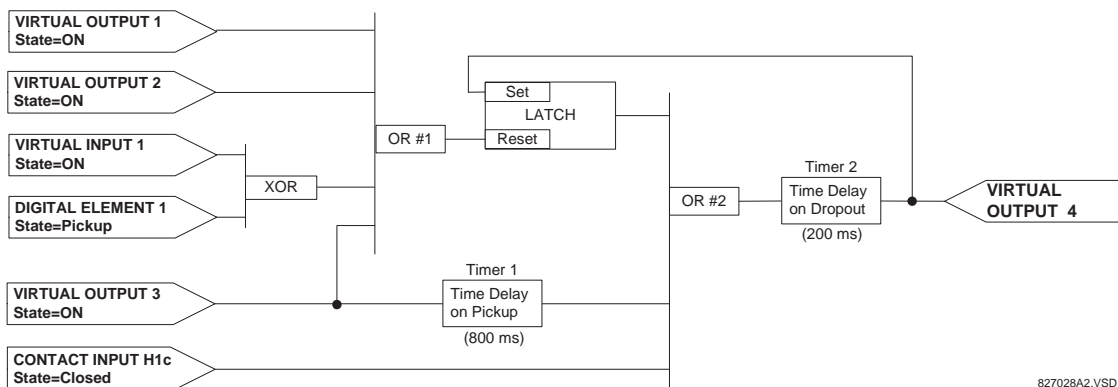 VIRTUAL OUTPUT 1
State=ON
VIRTUAL OUTPUT 2
State=ON
VIRTUAL INPUT 1
State=ON
DIGITAL ELEMENT 1
State=Pickup
XOR
OR #1
Set
LATCH
Reset
VIRTUAL OUTPUT 3
State=ON
Timer 1
Time Delay
on Pickup
(800 ms)
CONTACT INPUT H1c
State=Closed
OR #2
Timer 2
Time Delay
on Dropout
(200 ms)
VIRTUAL
OUTPUT 4
827028A2.VSD